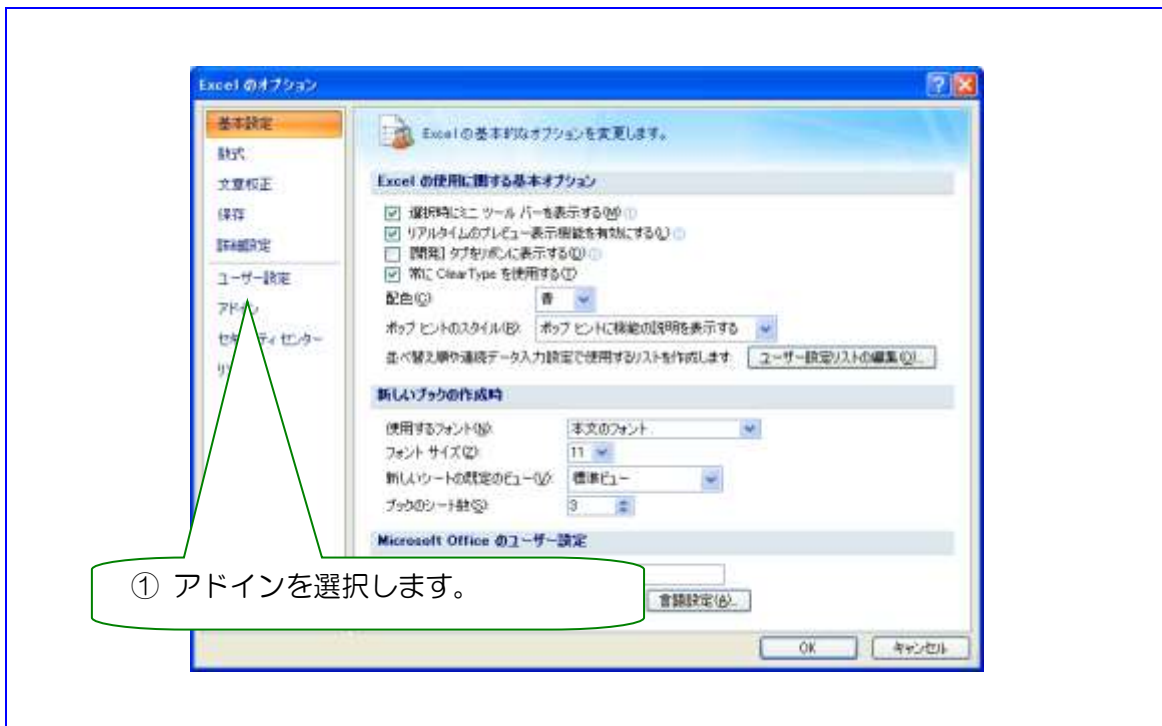 Excel のオプション
基本設定
数式
文章校正
保存
詳細設定
ユーザー設定
アドイン
Excel の基本的なオプションを変更します。
Excel の使用に関する基本オプション
選択時にミニ ツール バーを表示する(M)
リアルタイムのプレビュー表示機能を有効にする(L)
[開発] タブをリボンに表示する(D)
常に ClearType を使用する(T)
配色(C): 青
ポップ ヒントのスタイル(R): ポップ ヒントに機能の説明を表示する
並べ替え順や連続データ入力設定で使用するリストを作成します: ユーザー設定リストの編集(O)...
新しいブックの作成時
使用するフォント(N): 本文のフォント
フォント サイズ(Z): 11
新しいシートの既定のビュー(V): 標準ビュー
ブックのシート数(S): 3
Microsoft Office のユーザー設定
言語設定(A)...
① アドインを選択します。
OK キャンセル